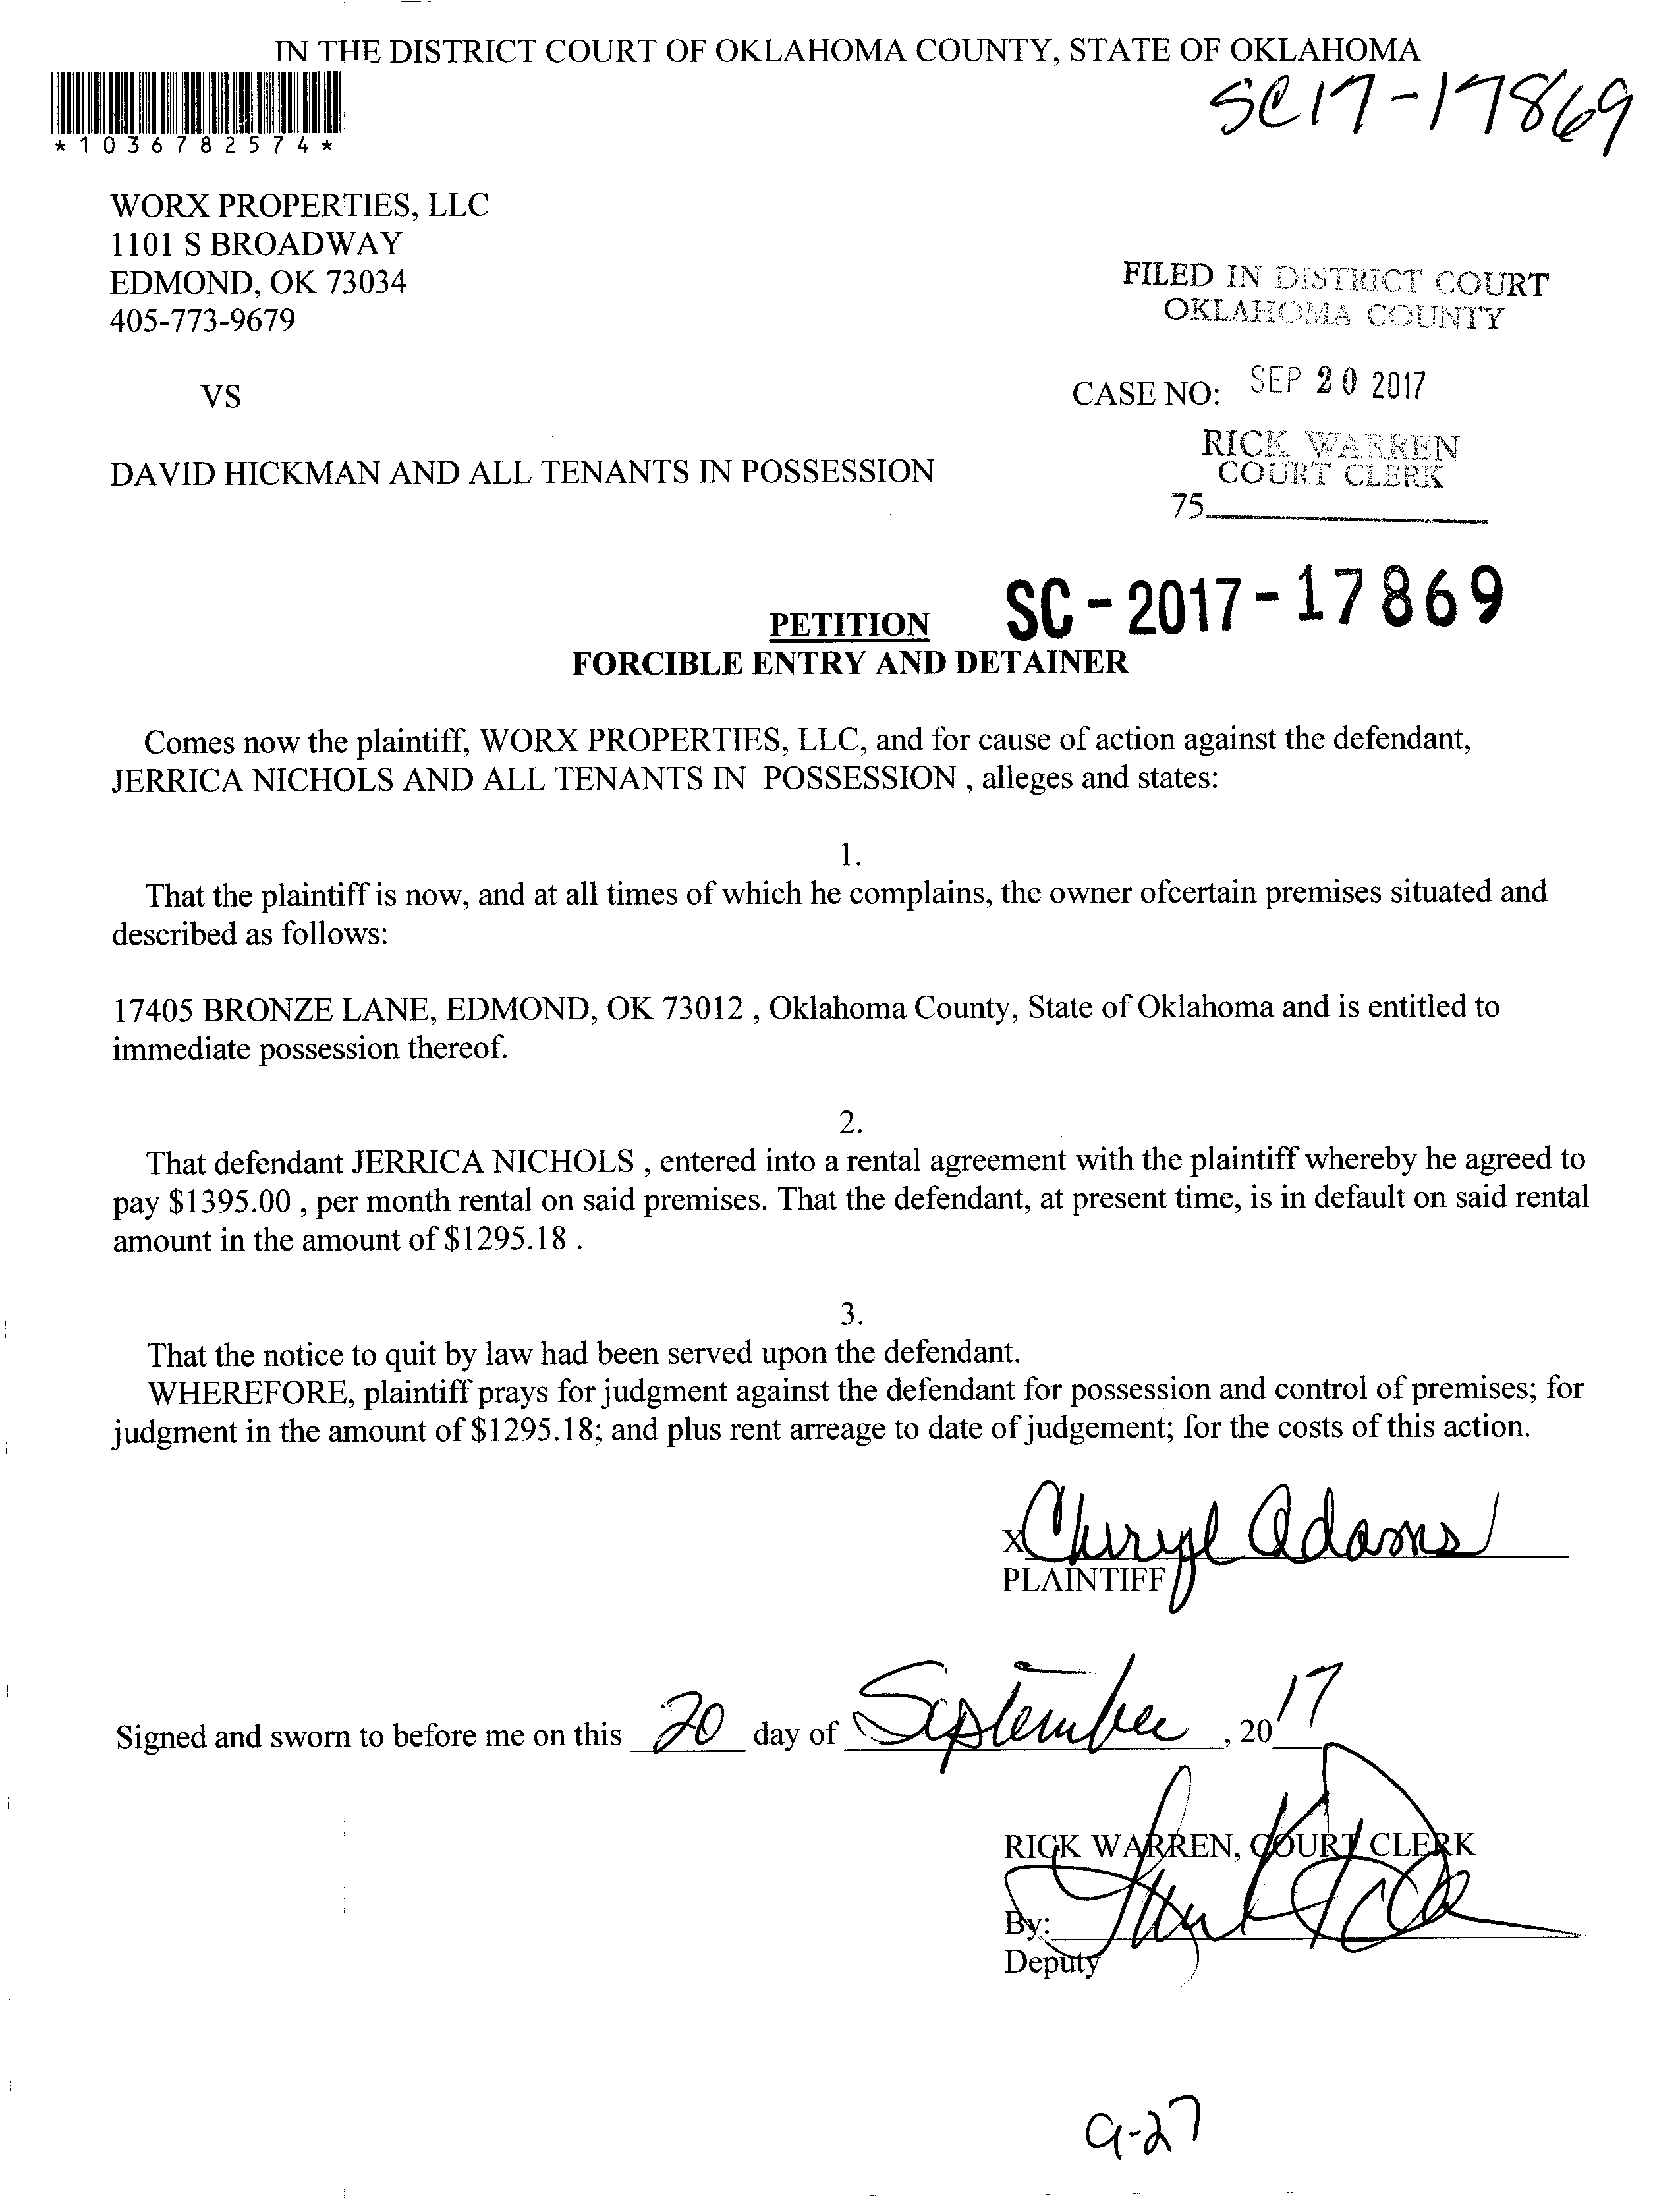 IN THE DISTRICT COURT OF OKLAHOMA COUNTY, STATE OF OKLAHOMA
SC17-17869
*1036782574*
WORX PROPERTIES, LLC
1101 S BROADWAY
EDMOND, OK 73034
405-773-9679
FILED IN DISTRICT COURT
OKLAHOMA COUNTY
VS
CASE NO: SEP 20 2017
DAVID HICKMAN AND ALL TENANTS IN POSSESSION
RICK WARREN
COURT CLERK
75
SC-2017-17869
PETITION
FORCIBLE ENTRY AND DETAINER
Comes now the plaintiff, WORX PROPERTIES, LLC, and for cause of action against the defendant,
JERRICA NICHOLS AND ALL TENANTS IN POSSESSION , alleges and states:
1.
That the plaintiff is now, and at all times of which he complains, the owner ofcertain premises situated and
described as follows:
17405 BRONZE LANE, EDMOND, OK 73012 , Oklahoma County, State of Oklahoma and is entitled to
immediate possession thereof.
2.
That defendant JERRICA NICHOLS , entered into a rental agreement with the plaintiff whereby he agreed to
pay $1395.00 , per month rental on said premises. That the defendant, at present time, is in default on said rental
amount in the amount of $1295.18 .
3.
That the notice to quit by law had been served upon the defendant.
WHEREFORE, plaintiff prays for judgment against the defendant for possession and control of premises; for
judgment in the amount of $1295.18; and plus rent arreage to date of judgement; for the costs of this action.
X Cheryl Adams
PLAINTIFF
Signed and sworn to before me on this 20 day of September, 2017
RICK WARREN, COURT CLERK
By:
Deputy
9-27